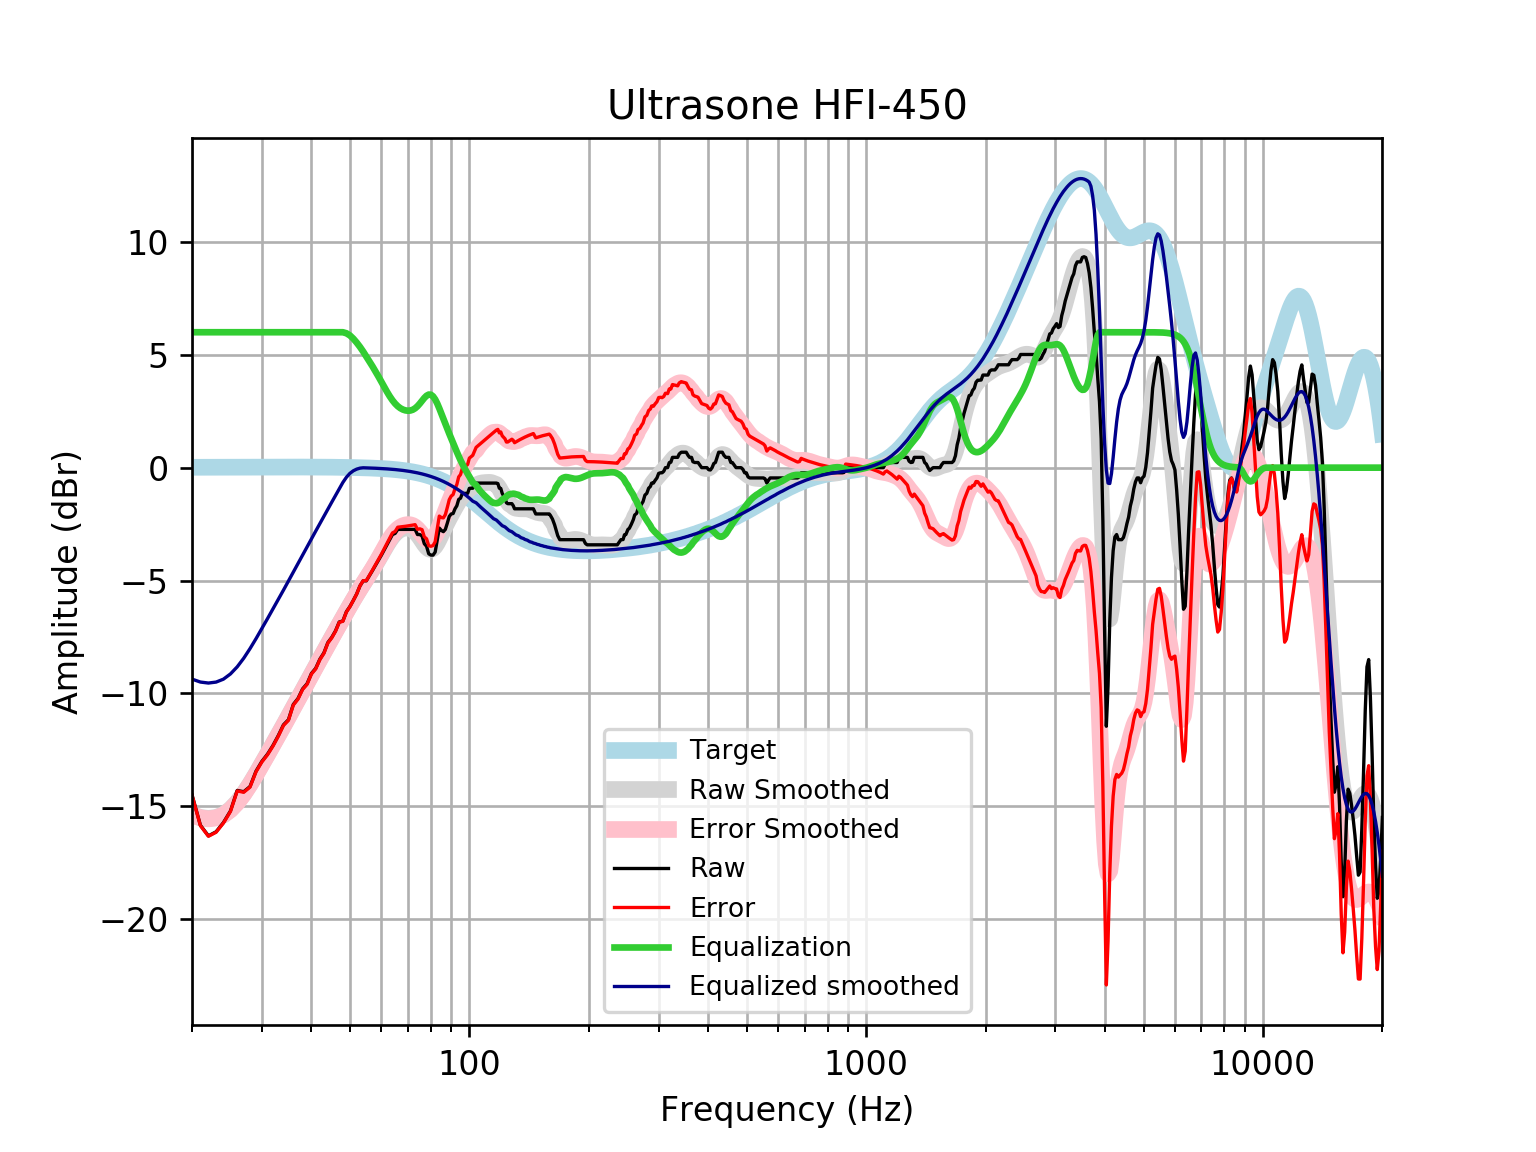 Ultrasone HFI-450
Amplitude (dBr)
10
5
0
−5
−10
−15
−20
Target
Raw Smoothed
Error Smoothed
Raw
Error
Equalization
Equalized smoothed
100 1000 10000
Frequency (Hz)